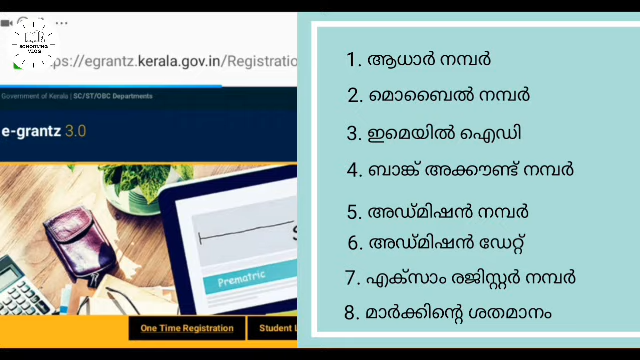 SCHOOLING VLOG
ps://egrantz.kerala.gov.in/Registratio
Government of Kerala | SC/ST/OBC Departments
e-grantz 3.0
Prematric
One Time Registration
Student L
1. ആധാർ നമ്പർ
2. മൊബൈൽ നമ്പർ
3. ഇമെയിൽ ഐഡി
4. ബാങ്ക് അക്കൗണ്ട് നമ്പർ
5. അഡ്മിഷൻ നമ്പർ
6. അഡ്മിഷൻ ഡേറ്റ്
7. എക്സാം രജിസ്റ്റർ നമ്പർ
8. മാർക്കിന്റെ ശതമാനം